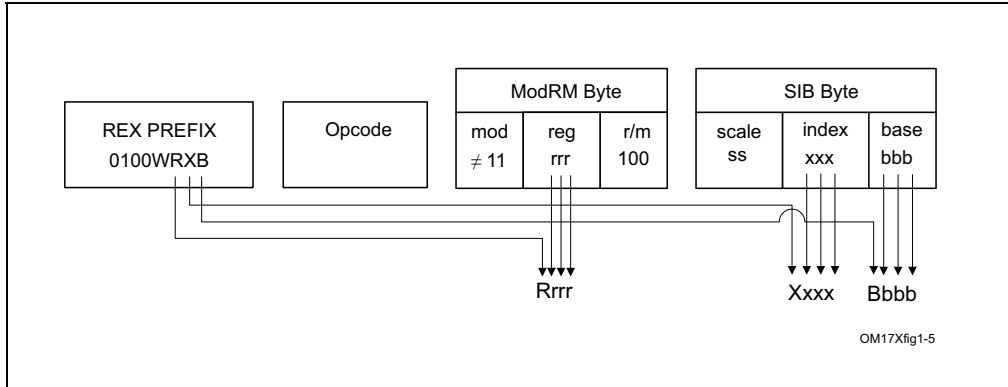 ModRM Byte
SIB Byte
REX PREFIX
0100WRXB
Opcode
mod
≠ 11
reg
rrr
r/m
100
scale
ss
index
xxx
base
bbb
Rrrr
Xxxx
Bbbb
OM17Xfig1-5